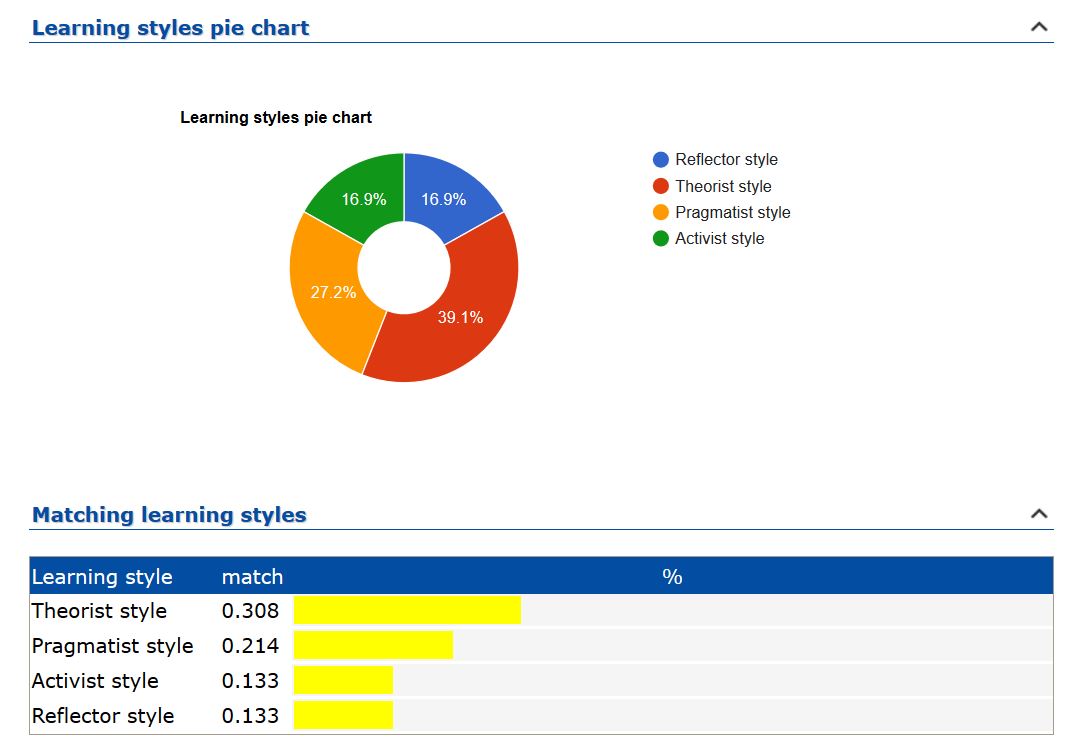 Learning styles pie chart
Learning styles pie chart
16.9% 16.9%
27.2%
39.1%
Reflector style
Theorist style
Pragmatist style
Activist style
Matching learning styles
Learning style match %
Theorist style 0.308
Pragmatist style 0.214
Activist style 0.133
Reflector style 0.133